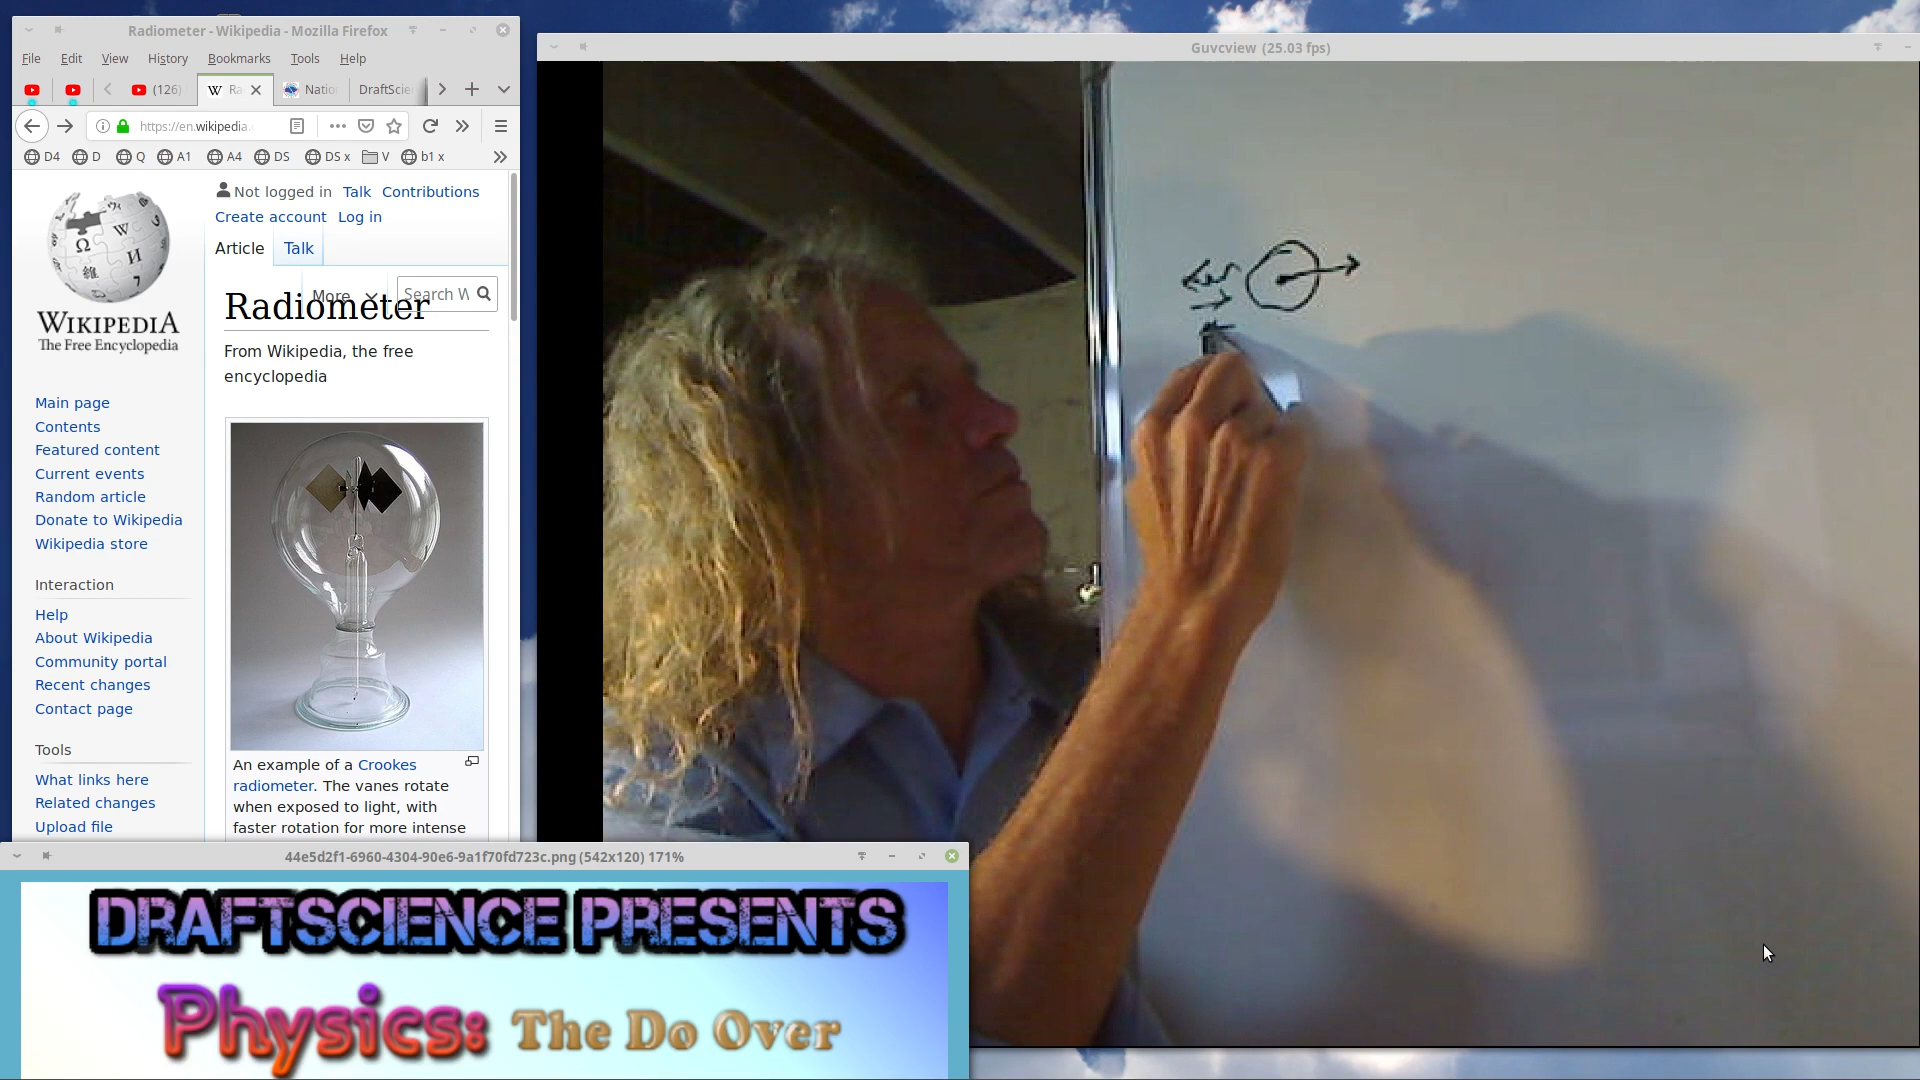 Radiometer - Wikipedia - Mozilla Firefox
File Edit View History Bookmarks Tools Help
(126) Ra Natio DraftScie
https://en.wikipedia.
D4 D Q A1 A4 DS DS x V b1 x
Not logged in Talk Contributions
Create account Log in
Article Talk
More Search W
WIKIPEDIA
The Free Encyclopedia
Main page
Contents
Featured content
Current events
Random article
Donate to Wikipedia
Wikipedia store
Interaction
Help
About Wikipedia
Community portal
Recent changes
Contact page
Tools
What links here
Related changes
Upload file
Radiometer
From Wikipedia, the free
encyclopedia
An example of a Crookes
radiometer. The vanes rotate
when exposed to light, with
faster rotation for more intense
Guvcview (25.03 fps)
44e5d2f1-6960-4304-90e6-9a1f70fd723c.png (542x120) 171%
DRAFTSCIENCE PRESENTS
Physics: The Do Over